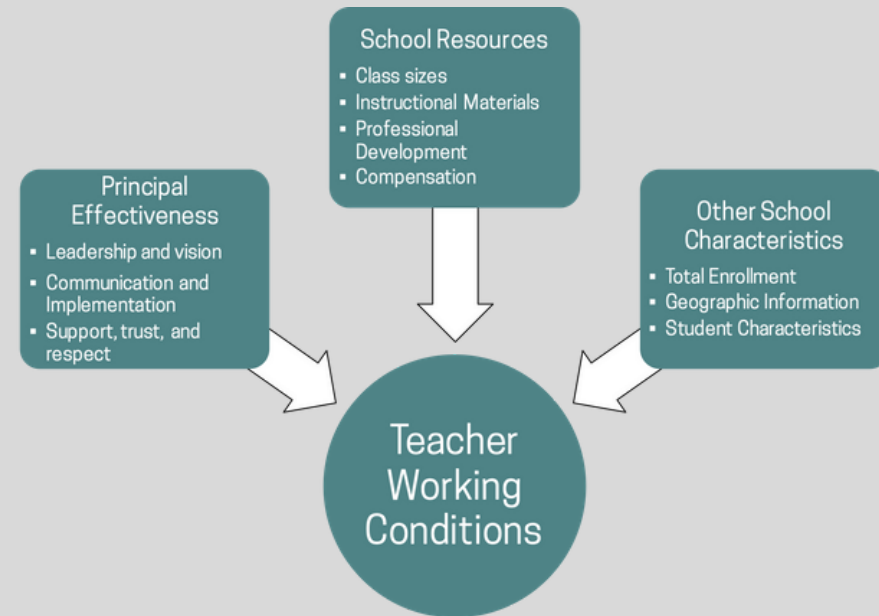 School Resources
▪ Class sizes
▪ Instructional Materials
▪ Professional
Development
▪ Compensation
Principal
Effectiveness
▪ Leadership and vision
▪ Communication and
Implementation
▪ Support, trust, and
respect
Other School
Characteristics
▪ Total Enrollment
▪ Geographic Information
▪ Student Characteristics
Teacher
Working
Conditions